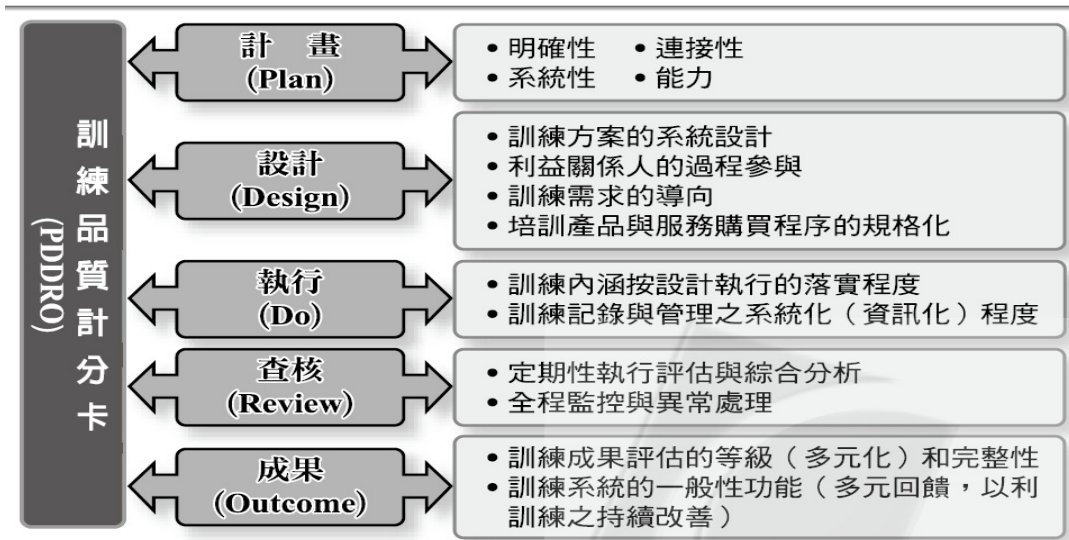 訓練品質計分卡
(PDDRO)
計 畫
(Plan)
• 明確性 • 連接性
• 系統性 • 能力
設計
(Design)
• 訓練方案的系統設計
• 利益關係人的過程參與
• 訓練需求的導向
• 培訓產品與服務購買程序的規格化
執行
(Do)
• 訓練內涵按設計執行的落實程度
• 訓練記錄與管理之系統化（資訊化）程度
查核
(Review)
• 定期性執行評估與綜合分析
• 全程監控與異常處理
成果
(Outcome)
• 訓練成果評估的等級（多元化）和完整性
• 訓練系統的一般性功能（多元回饋，以利
訓練之持續改善）